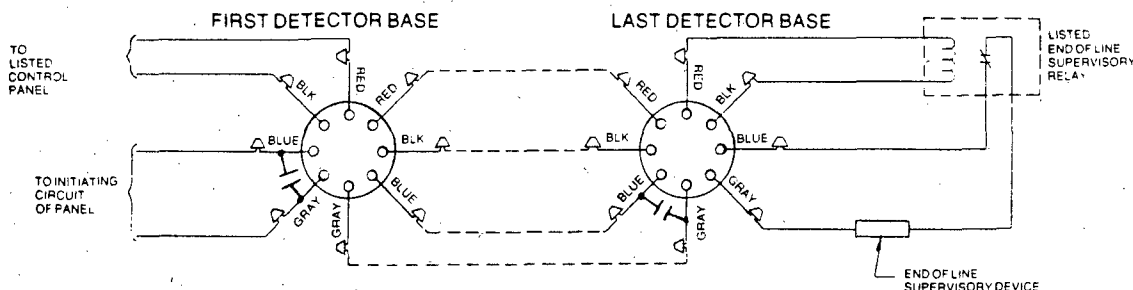 FIRST DETECTOR BASE
LAST DETECTOR BASE
TO
LISTED
CONTROL
PANEL
LISTED
END OF LINE
SUPERVISORY
RELAY
RED
BLK
RED
RED
RED
BLK
BLUE
BLK
BLK
BLUE
GRAY
GRAY
BLUE
BLUE
GRAY
GRAY
TO INITIATING
CIRCUIT
OF PANEL
END OF LINE
SUPERVISORY DEVICE